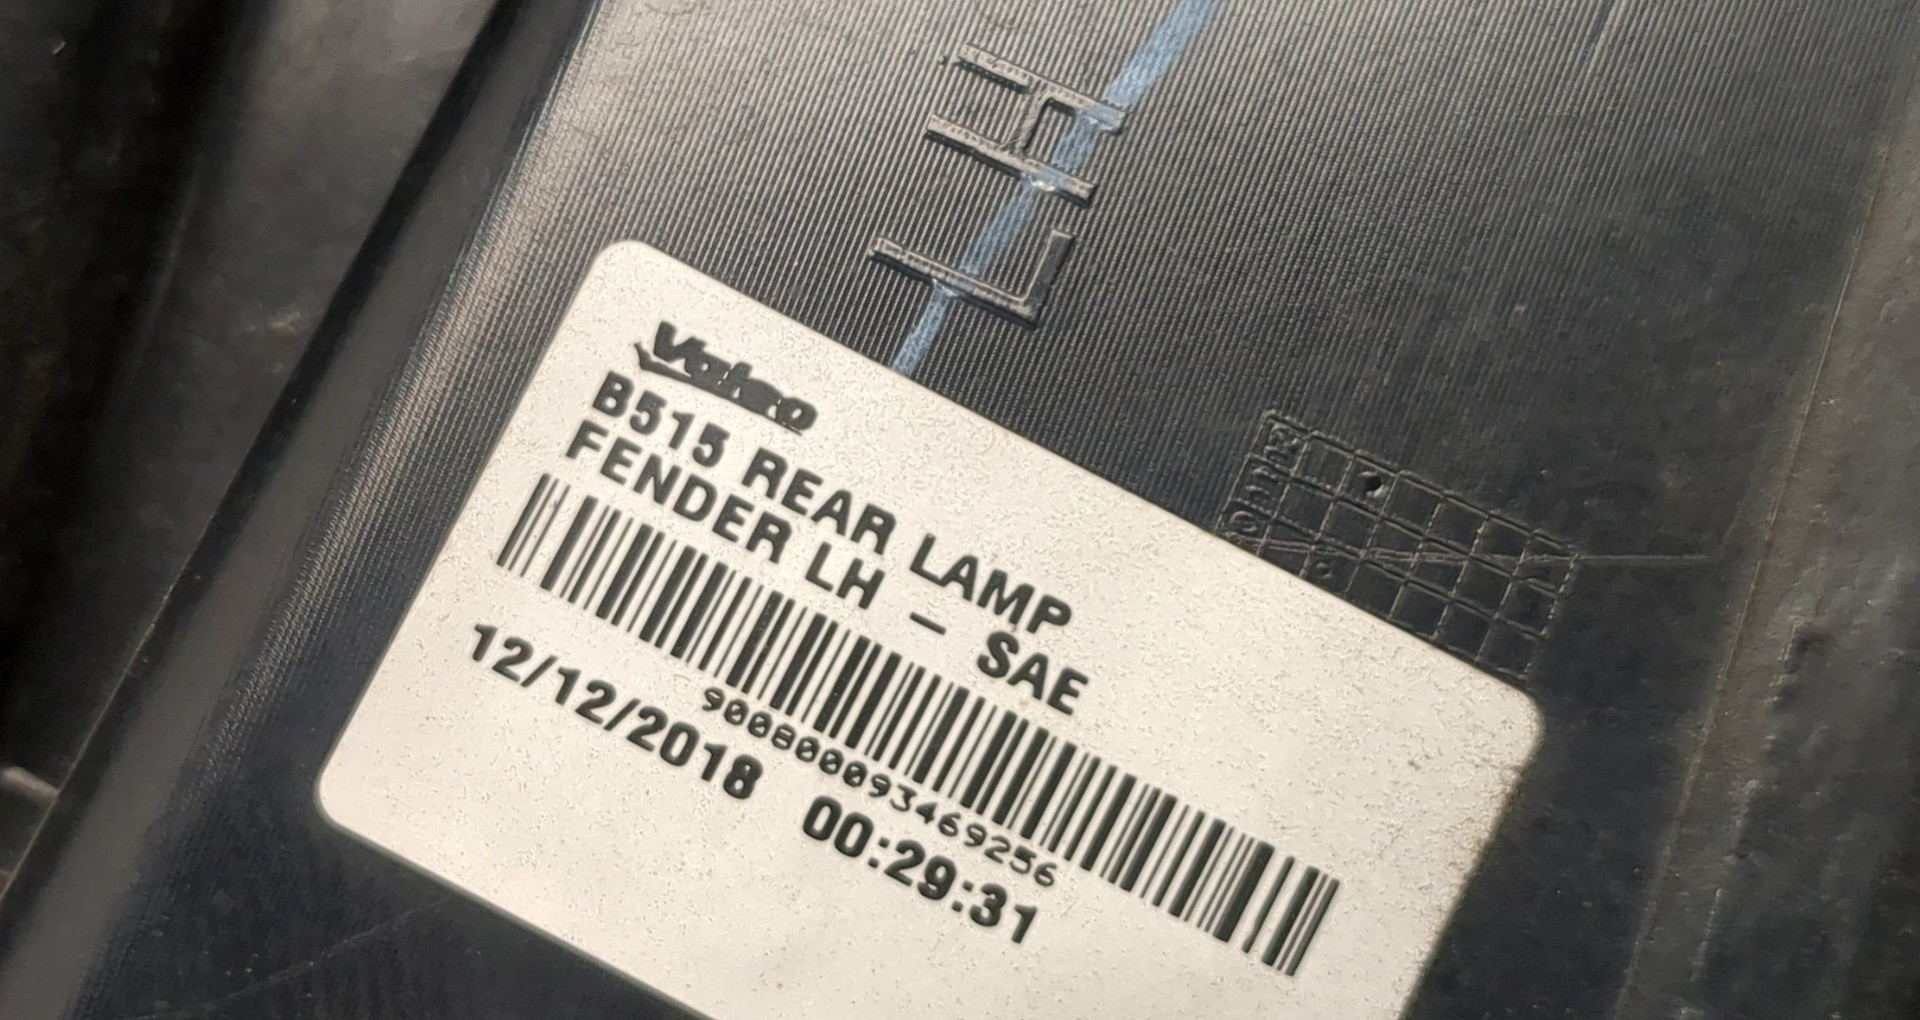 LH
Valeo
B515 REAR LAMP
FENDER LH - SAE
900800093469256
12/12/2018 00:29:31